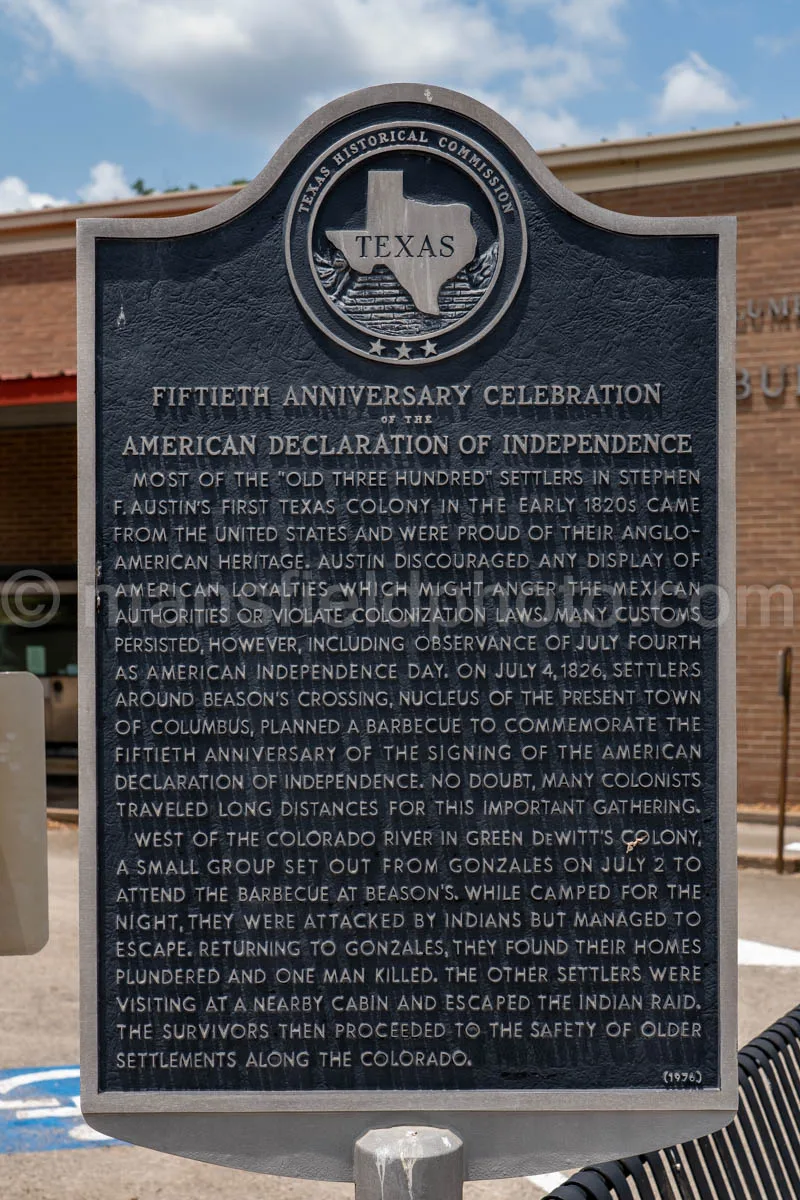 TEXAS HISTORICAL COMMISSION
TEXAS
FIFTIETH ANNIVERSARY CELEBRATION
OF THE
AMERICAN DECLARATION OF INDEPENDENCE
MOST OF THE "OLD THREE HUNDRED" SETTLERS IN STEPHEN
F. AUSTIN'S FIRST TEXAS COLONY IN THE EARLY 1820S CAME
FROM THE UNITED STATES AND WERE PROUD OF THEIR ANGLO-
AMERICAN HERITAGE. AUSTIN DISCOURAGED ANY DISPLAY OF
AMERICAN LOYALTIES WHICH MIGHT ANGER THE MEXICAN
AUTHORITIES OR VIOLATE COLONIZATION LAWS. MANY CUSTOMS
PERSISTED, HOWEVER, INCLUDING OBSERVANCE OF JULY FOURTH
AS AMERICAN INDEPENDENCE DAY. ON JULY 4, 1826, SETTLERS
AROUND BEASON'S CROSSING, NUCLEUS OF THE PRESENT TOWN
OF COLUMBUS, PLANNED A BARBECUE TO COMMEMORATE THE
FIFTIETH ANNIVERSARY OF THE SIGNING OF THE AMERICAN
DECLARATION OF INDEPENDENCE. NO DOUBT, MANY COLONISTS
TRAVELED LONG DISTANCES FOR THIS IMPORTANT GATHERING.
WEST OF THE COLORADO RIVER IN GREEN DEWITT'S COLONY,
A SMALL GROUP SET OUT FROM GONZALES ON JULY 2 TO
ATTEND THE BARBECUE AT BEASON'S. WHILE CAMPED FOR THE
NIGHT, THEY WERE ATTACKED BY INDIANS BUT MANAGED TO
ESCAPE. RETURNING TO GONZALES, THEY FOUND THEIR HOMES
PLUNDERED AND ONE MAN KILLED. THE OTHER SETTLERS WERE
VISITING AT A NEARBY CABIN AND ESCAPED THE INDIAN RAID.
THE SURVIVORS THEN PROCEEDED TO THE SAFETY OF OLDER
SETTLEMENTS ALONG THE COLORADO.
(1976)
© mansfieldphoto.com